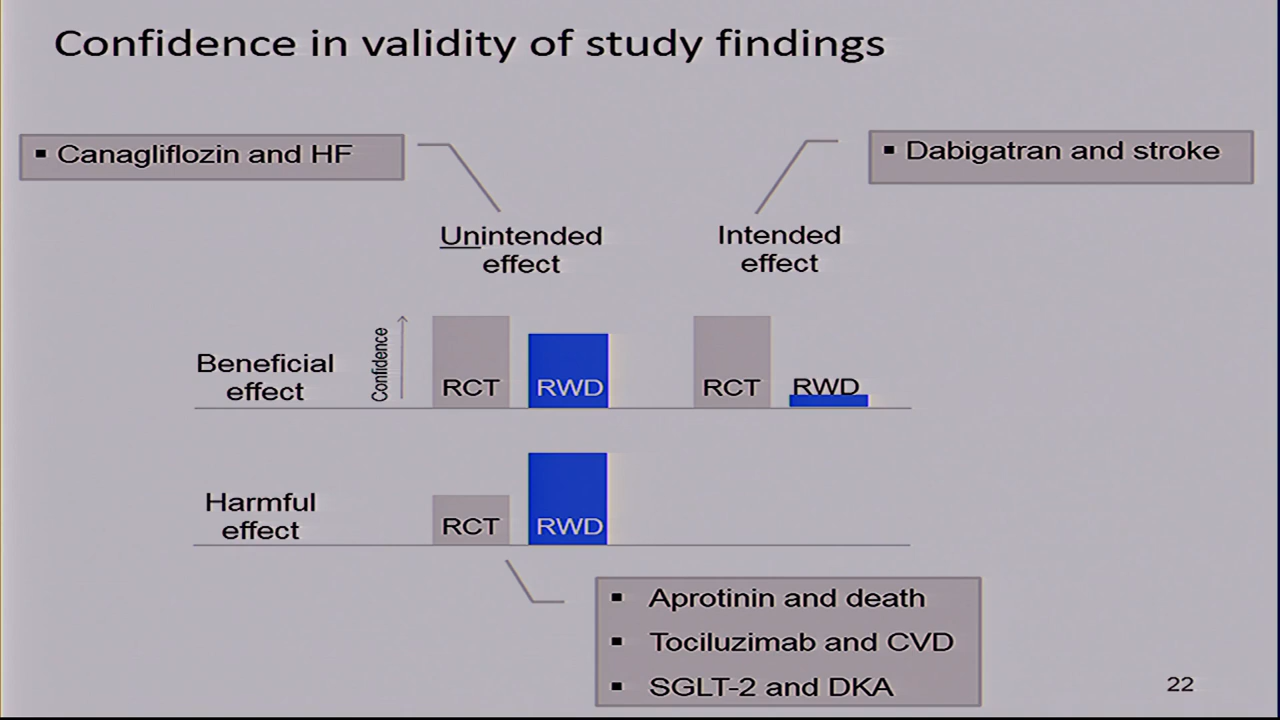 Confidence in validity of study findings
▪ Canagliflozin and HF
▪ Dabigatran and stroke
Unintended
effect
Intended
effect
Beneficial
effect
Confidence
RCT
RWD
RCT
RWD
Harmful
effect
RCT
RWD
▪ Aprotinin and death
▪ Tociluzimab and CVD
▪ SGLT-2 and DKA
22